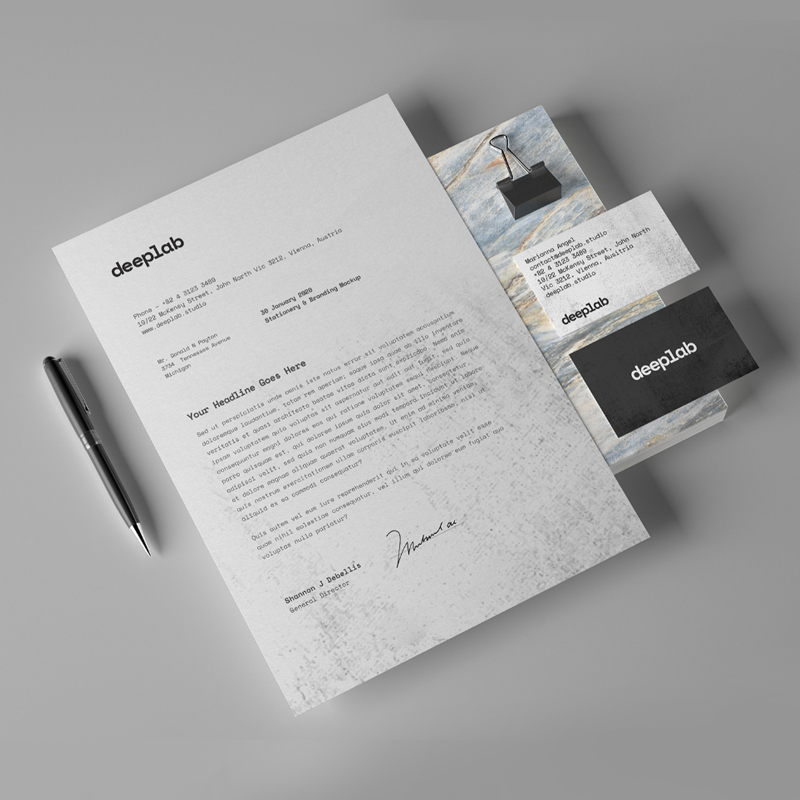 deeplab
Phone - +82 4 3123 3489
19/22 McKensy Street, John North Vic 3212. Vienna, Austria
www.deeplab.studio
30 January 2020
Stationery & Branding Mockup
Mr. Donald N Payton
3734 Tennessee Avenue
Michigan
Your Headline Goes Here
Sed ut perspiciatis unde omnis iste natus error sit voluptatem accusantium
doloremque laudantium, totam rem aperiam, eaque ipsa quae ab illo inventore
veritatis et quasi architecto beatae vitae dicta sunt explicabo. Nemo enim
ipsam voluptatem quia voluptas sit aspernatur aut odit aut fugit, sed quia
consequuntur magni dolores eos qui ratione voluptatem sequi nesciunt. Neque
porro quisquam est, qui dolorem ipsum quia dolor sit amet, consectetur,
adipisci velit, sed quia non numquam eius modi tempora incidunt ut labore
et dolore magnam aliquam quaerat voluptatem. Ut enim ad minima veniam,
quis nostrum exercitationem ullam corporis suscipit laboriosam, nisi ut
aliquid ex ea commodi consequatur?
Quis autem vel eum iure reprehenderit qui in ea voluptate velit esse
quam nihil molestiae consequatur, vel illum qui dolorem eum fugiat quo
voluptas nulla pariatur?
Shannon J Debellis
General Director
Marianna Angel
contact@deeplab.studio
+82 4 3123 3489
19/22 McKensy Street, John North
Vic 3212. Vienna, Austria
deeplab.studio
deeplab
deeplab